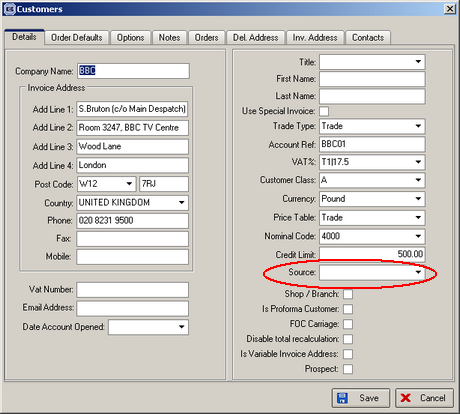 Customers
Details Order Defaults Options Notes Orders Del. Address Inv. Address Contacts
Company Name: BBC
Invoice Address
Add Line 1: S.Bruton (c/o Main Despatch)
Add Line 2: Room 3247, BBC TV Centre
Add Line 3: Wood Lane
Add Line 4: London
Post Code: W12 7RJ
Country: UNITED KINGDOM
Phone: 020 8231 9500
Fax:
Mobile:
Vat Number:
Email Address:
Date Account Opened:
Title:
First Name:
Last Name:
Use Special Invoice:
Trade Type: Trade
Account Ref: BBC01
VAT%: T1|17.5
Customer Class: A
Currency: Pound
Price Table: Trade
Nominal Code: 4000
Credit Limit: 500.00
Source:
Shop / Branch:
Is Proforma Customer:
FOC Carriage:
Disable total recalculation:
Is Variable Invoice Address:
Prospect:
Save Cancel